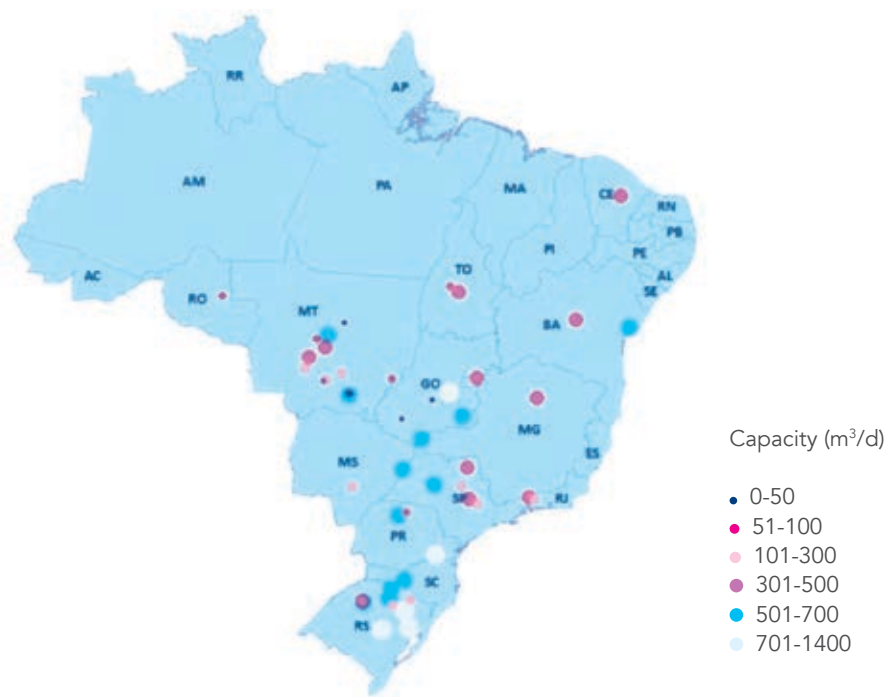 RR
AP
AM
PA
MA
CE
RN
PB
PI
PE
AL
SE
AC
RO
TO
MT
BA
GO
MG
ES
MS
SP
RJ
PR
SC
RS
Capacity (m³/d)
0-50
51-100
101-300
301-500
501-700
701-1400